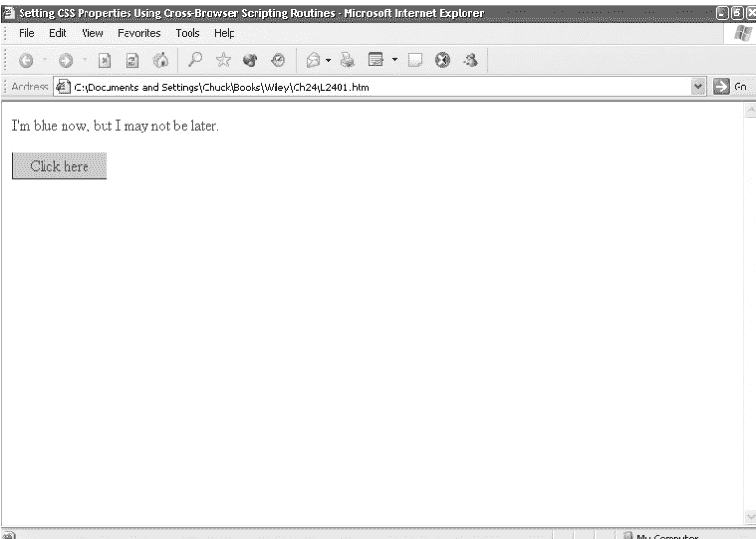 Setting CSS Properties Using Cross-Browser Scripting Routines - Microsoft Internet Explorer
File Edit View Favorites Tools Help
Address C:\Documents and Settings\Chuck\Books\Wiley\Ch24\L2401.htm Go
I'm blue now, but I may not be later.
Click here
My Computer